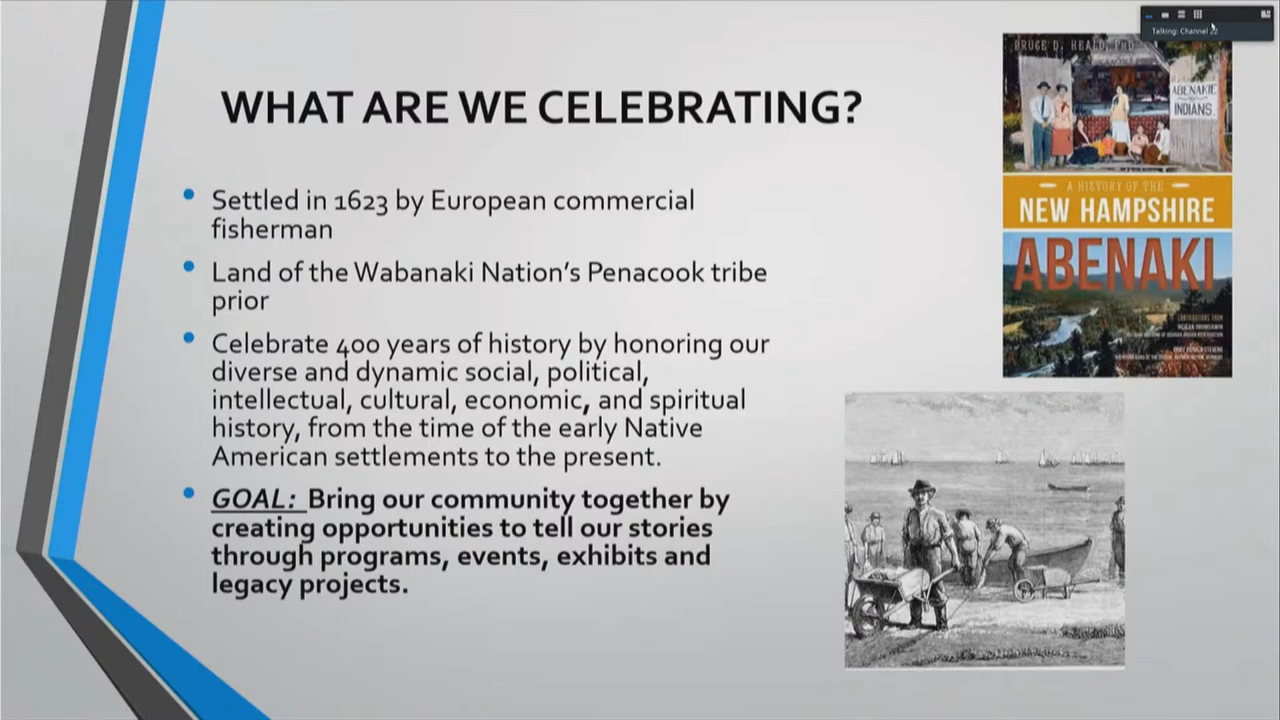 WHAT ARE WE CELEBRATING?
Settled in 1623 by European commercial
fisherman
Land of the Wabanaki Nation's Penacook tribe
prior
Celebrate 400 years of history by honoring our
diverse and dynamic social, political,
intellectual, cultural, economic, and spiritual
history, from the time of the early Native
American settlements to the present.
GOAL: Bring our community together by
creating opportunities to tell our stories
through programs, events, exhibits and
legacy projects.
Talking: Channel 22
BRUCE D. HEALD, PHD
ABENAKIE
INDIANS.
A HISTORY OF THE
NEW HAMPSHIRE
ABENAKI
CONTRIBUTIONS FROM